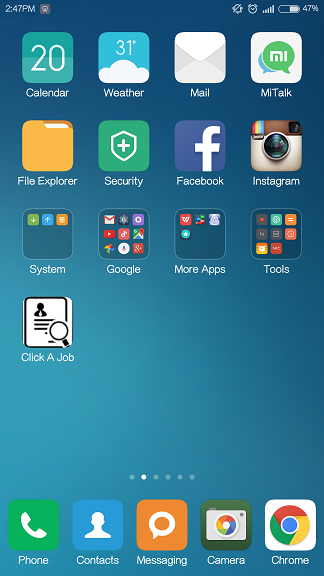 2:47PM 47%
20 31° mi
Calendar Weather Mail MiTalk
File Explorer Security Facebook Instagram
System Google More Apps Tools
Click A Job
Phone Contacts Messaging Camera Chrome